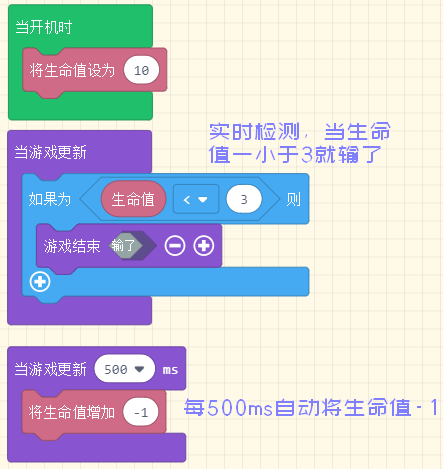 当开机时
将生命值设为 10
当游戏更新
实时检测，当生命
值一小于3就输了
如果为 生命值 < 3 则
游戏结束 输了
当游戏更新 500 ms
将生命值增加 -1
每500ms自动将生命值-1